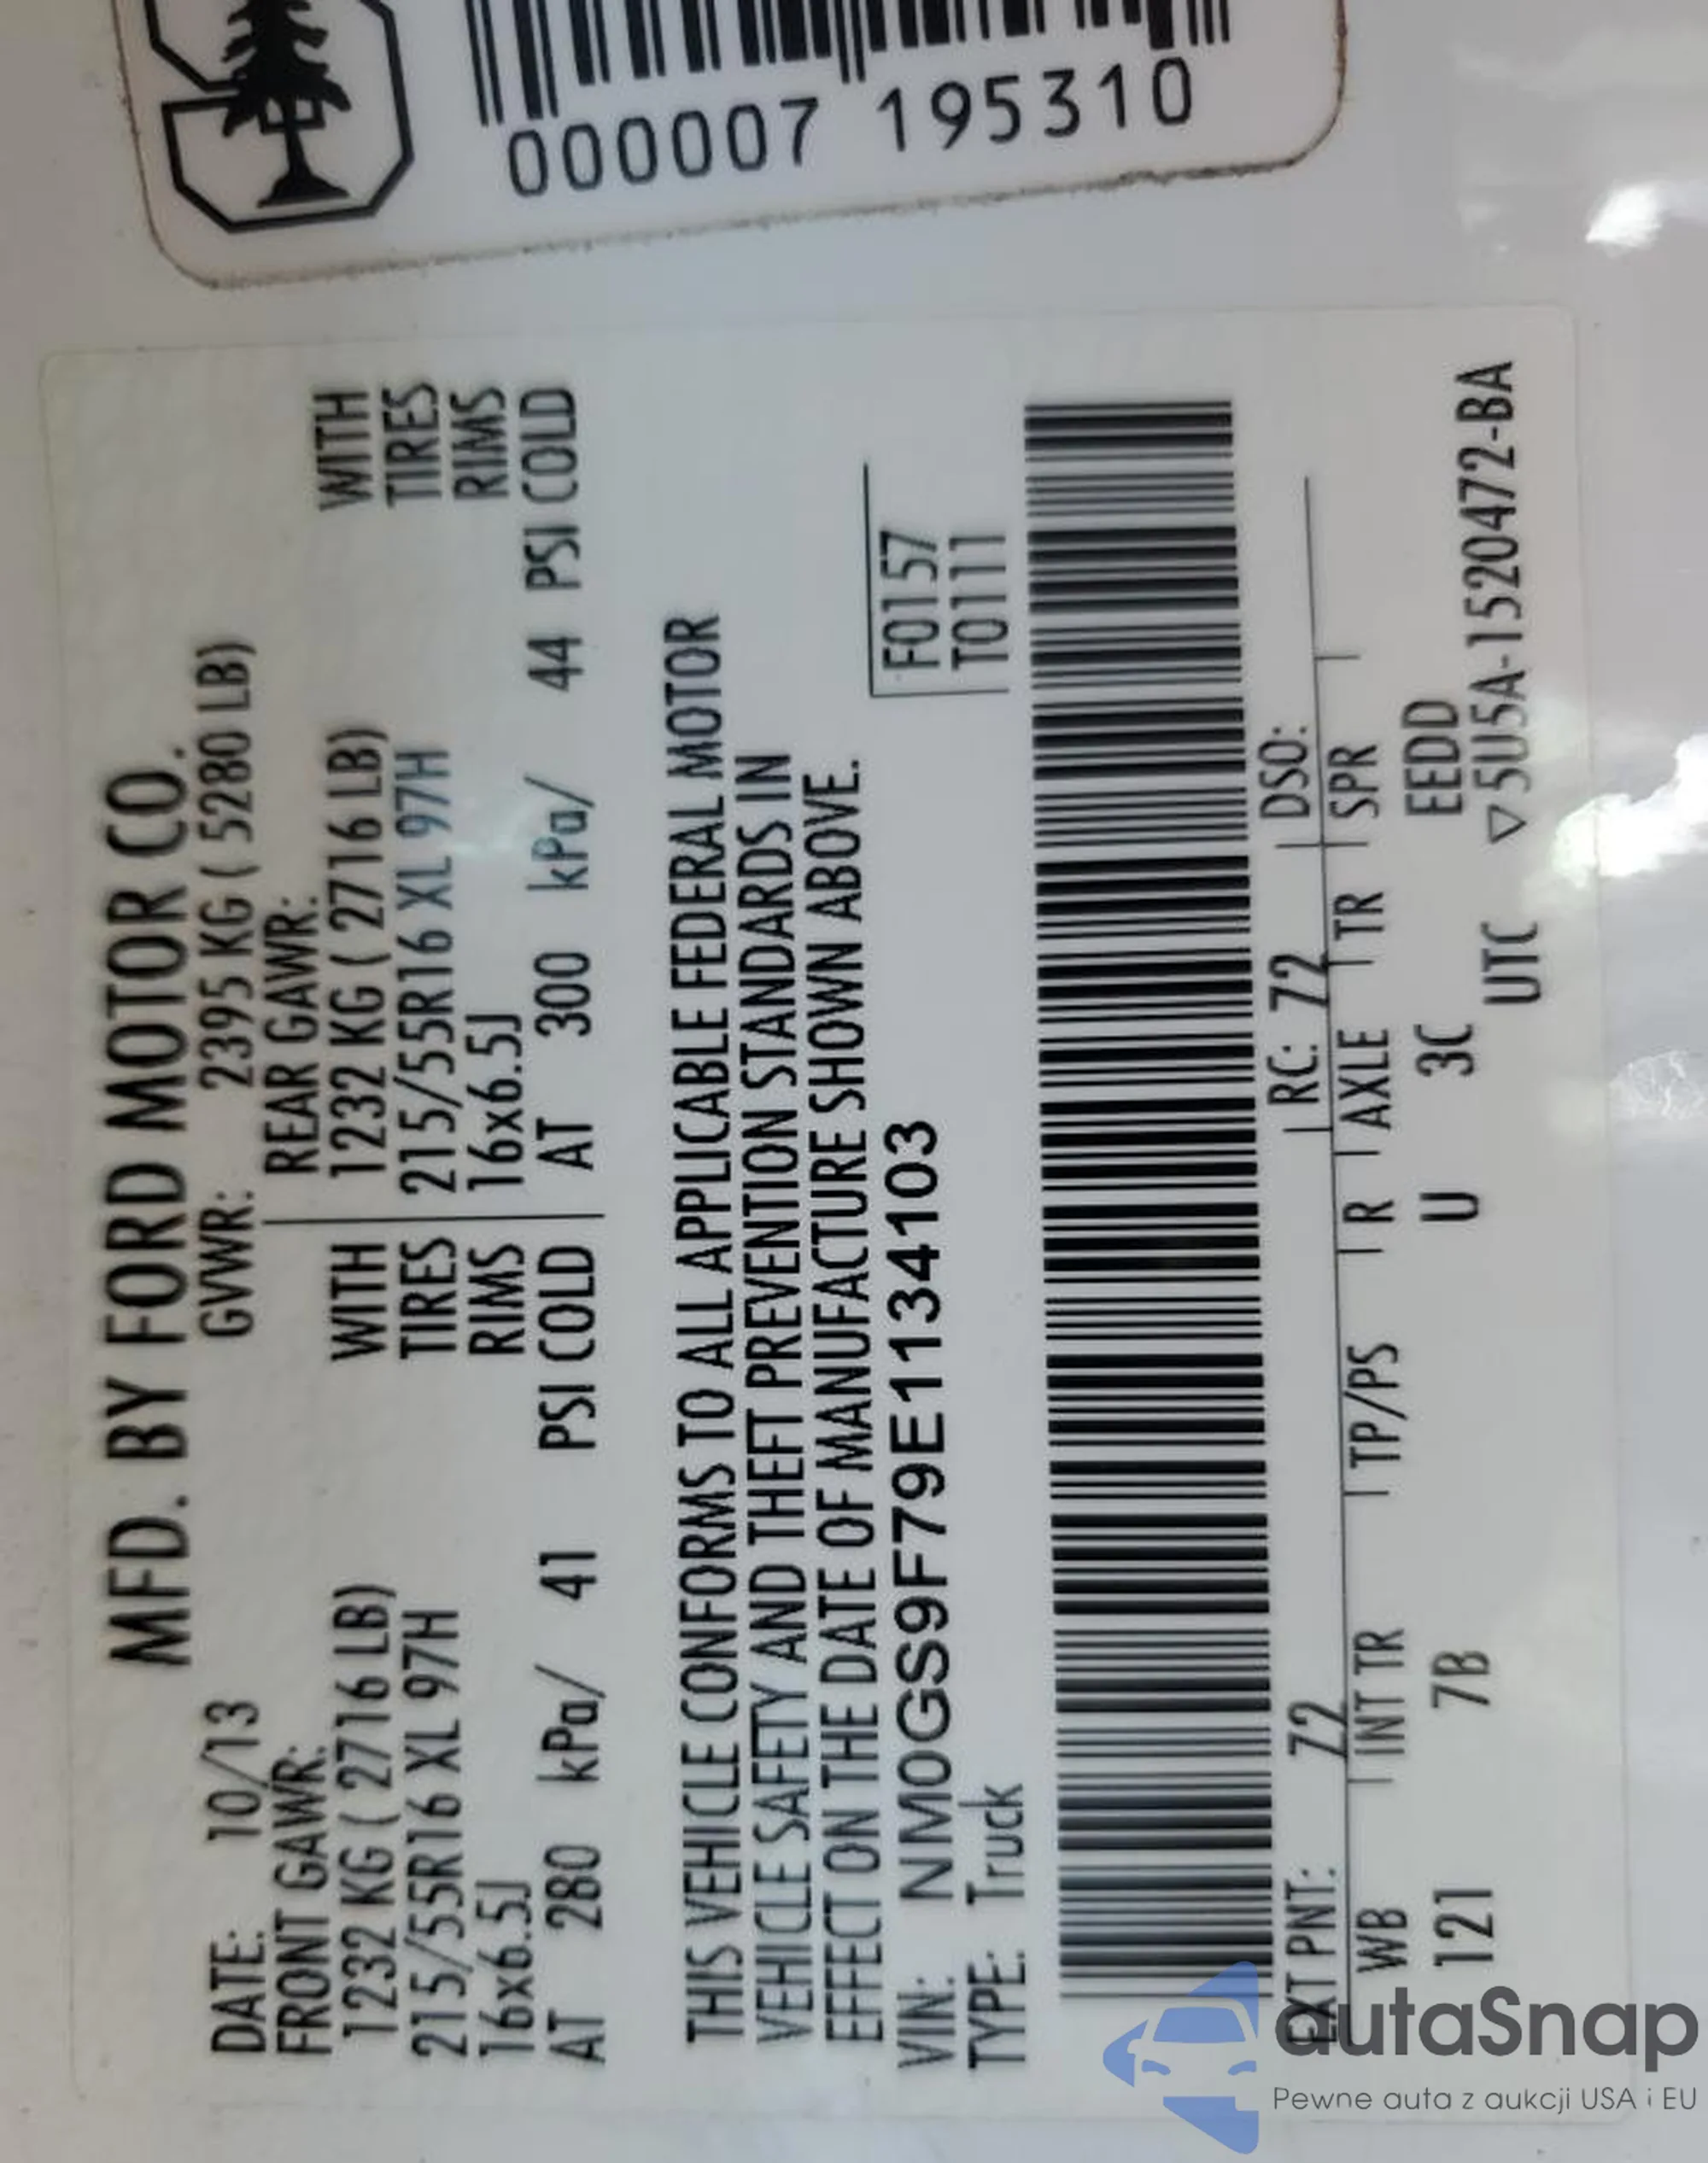 000007 195310
MFD. BY FORD MOTOR CO.
DATE: 10/13 GVWR: 2395 KG ( 5280 LB)
FRONT GAWR: REAR GAWR:
1232 KG ( 2716 LB) WITH 1232 KG ( 2716 LB) WITH
215/55R16 XL 97H TIRES 215/55R16 XL 97H TIRES
16x6.5J RIMS 16x6.5J RIMS
AT 280 kPa/ 41 PSI COLD AT 300 kPa/ 44 PSI COLD
THIS VEHICLE CONFORMS TO ALL APPLICABLE FEDERAL MOTOR
VEHICLE SAFETY AND THEFT PREVENTION STANDARDS IN
EFFECT ON THE DATE OF MANUFACTURE SHOWN ABOVE.
VIN: NM0GS9F79E1134103 F0157
TYPE: Truck T0111
EXT PNT: Z2 RC: Z2 DSO:
WB INT TR TP/PS R AXLE TR SPR
121 7B U 3C EEDD
UTC ▽5U5A-1520472-BA
autaSnap
Pewne auta z aukcji USA i EU